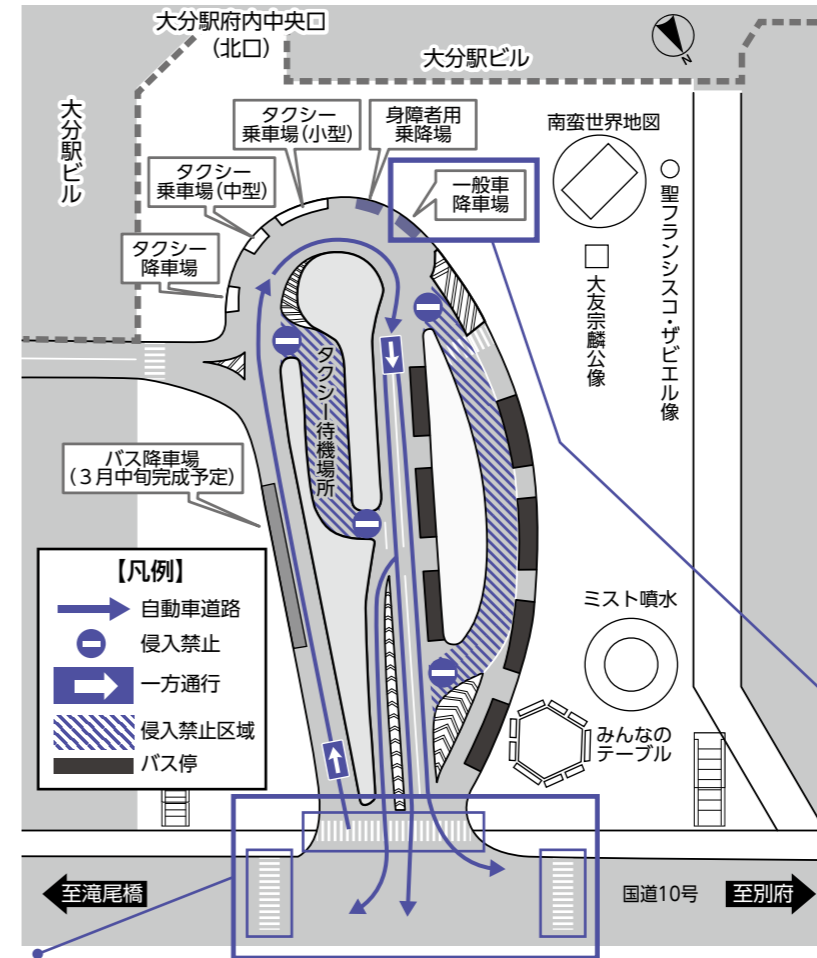 大分駅府内中央口
(北口)
大分駅ビル
N
大分駅ビル
タクシー
乗車場(小型)
身障者用
乗降場
南蛮世界地図
タクシー
乗車場(中型)
一般車
降車場
聖フランシスコ・ザビエル像
タクシー
降車場
大友宗麟公像
タクシー待機場所
バス降車場
(3月中旬完成予定)
【凡例】
自動車道路
侵入禁止
一方通行
侵入禁止区域
バス停
ミスト噴水
みんなの
テーブル
至滝尾橋
国道10号
至別府